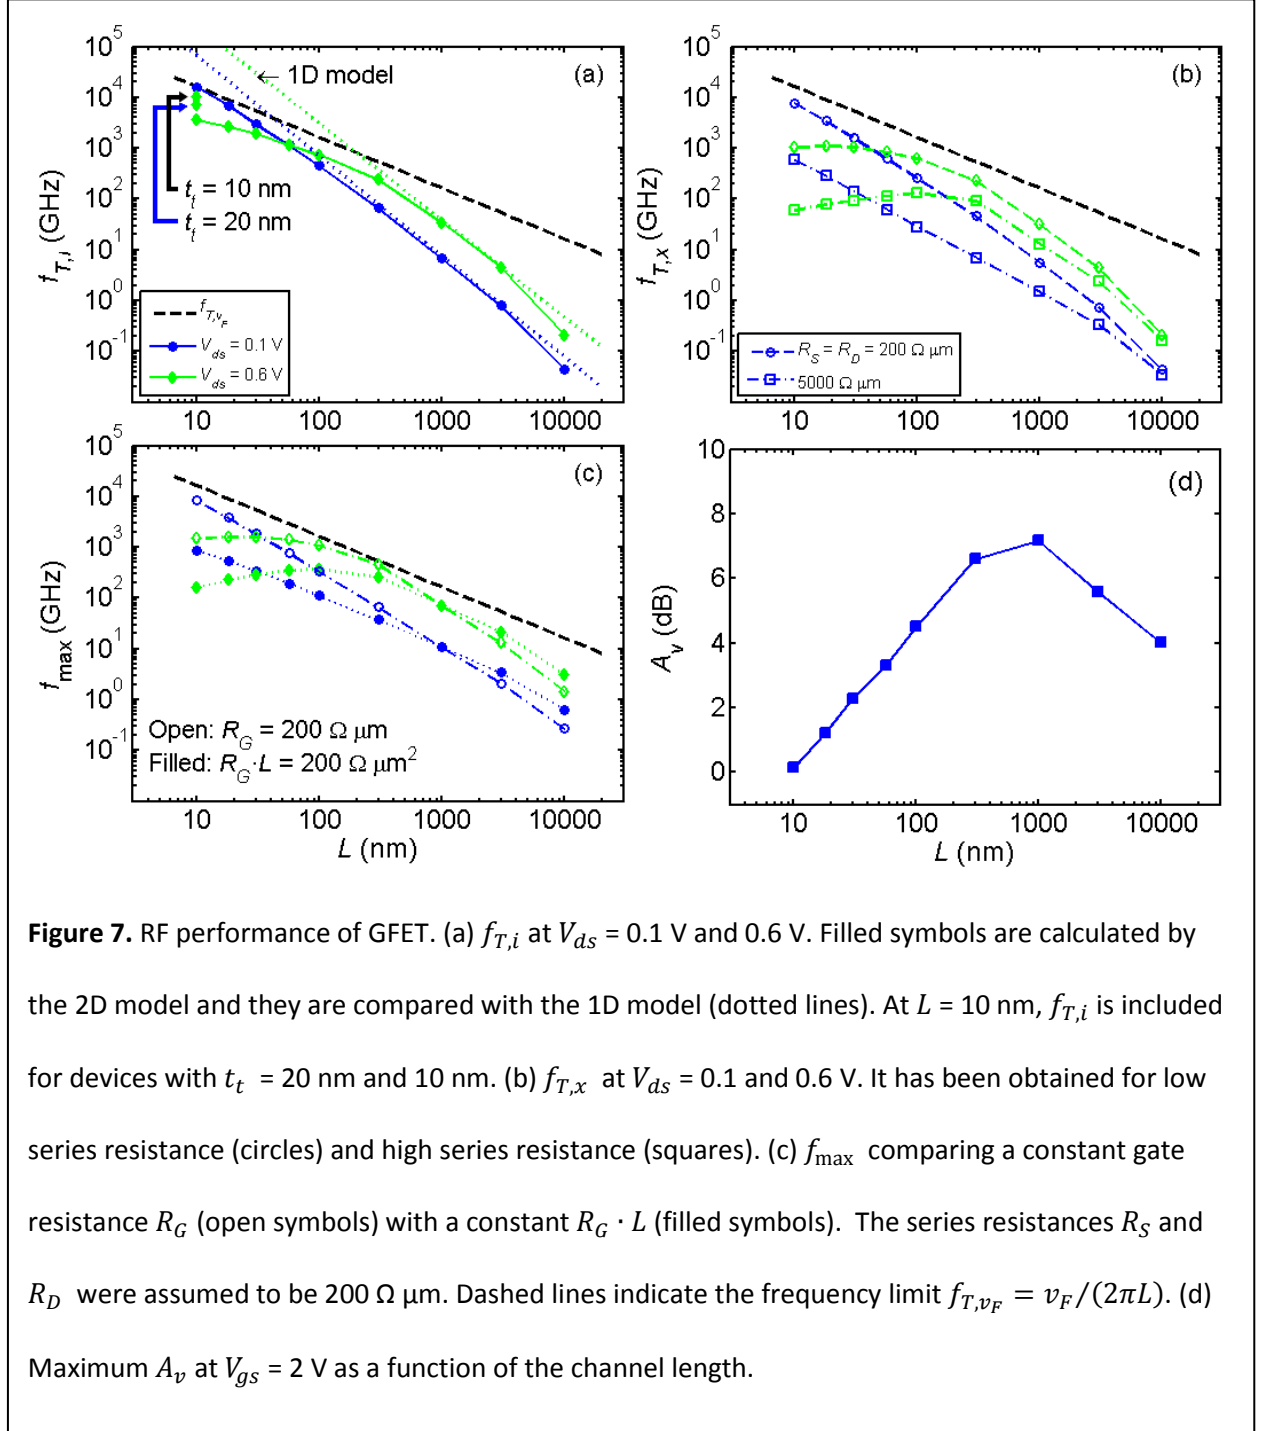 10^5
10^4
10^3
10^2
10^1
10^0
10^-1
f_T,i (GHz)
← 1D model
(a)
t_t = 10 nm
t_t = 20 nm
f_T,v_F
V_ds = 0.1 V
V_ds = 0.6 V
10 100 1000 10000
10^5
10^4
10^3
10^2
10^1
10^0
10^-1
f_T,x (GHz)
(b)
R_S = R_D = 200 Ω μm
5000 Ω μm
10 100 1000 10000
10^5
10^4
10^3
10^2
10^1
10^0
10^-1
f_max (GHz)
(c)
Open: R_G = 200 Ω μm
Filled: R_G·L = 200 Ω μm^2
10 100 1000 10000
L (nm)
10
8
6
4
2
0
A_v (dB)
(d)
10 100 1000 10000
L (nm)
Figure 7. RF performance of GFET. (a) f_T,i at V_ds = 0.1 V and 0.6 V. Filled symbols are calculated by
the 2D model and they are compared with the 1D model (dotted lines). At L = 10 nm, f_T,i is included
for devices with t_t = 20 nm and 10 nm. (b) f_T,x at V_ds = 0.1 and 0.6 V. It has been obtained for low
series resistance (circles) and high series resistance (squares). (c) f_max comparing a constant gate
resistance R_G (open symbols) with a constant R_G · L (filled symbols). The series resistances R_S and
R_D were assumed to be 200 Ω μm. Dashed lines indicate the frequency limit f_T,v_F = v_F/(2πL). (d)
Maximum A_v at V_gs = 2 V as a function of the channel length.